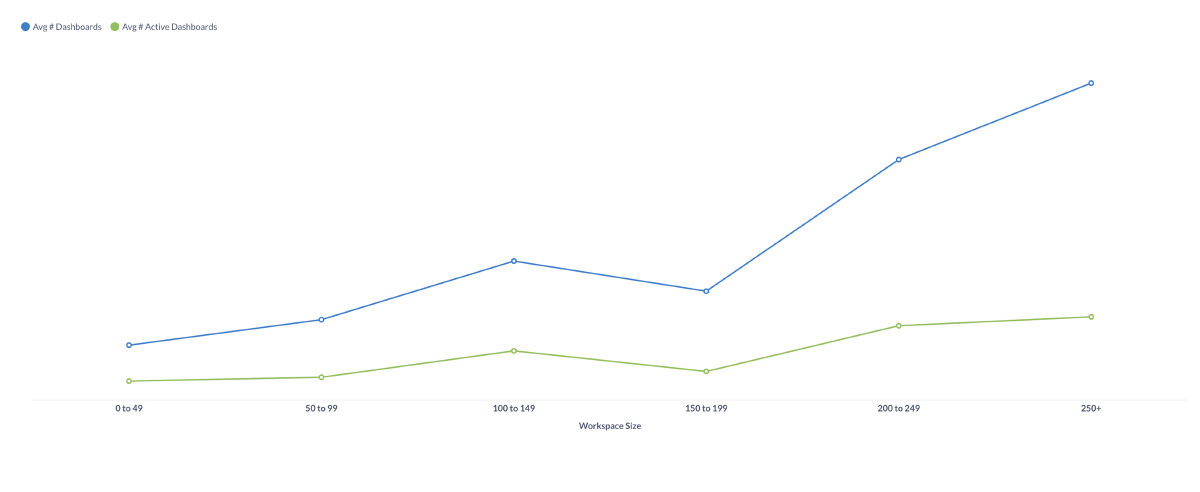 Avg # Dashboards Avg # Active Dashboards
0 to 49 50 to 99 100 to 149 150 to 199 200 to 249 250+
Workspace Size